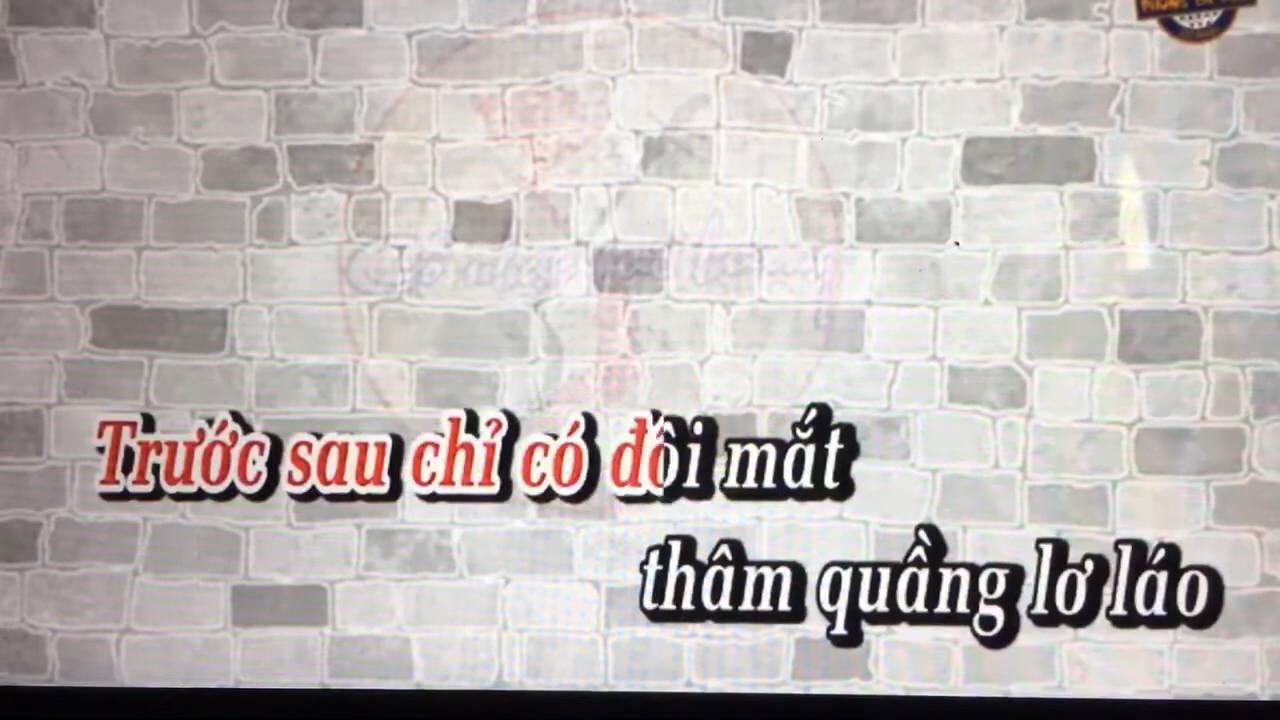 Trước sau chỉ có đôi mắt
thâm quầng lơ láo